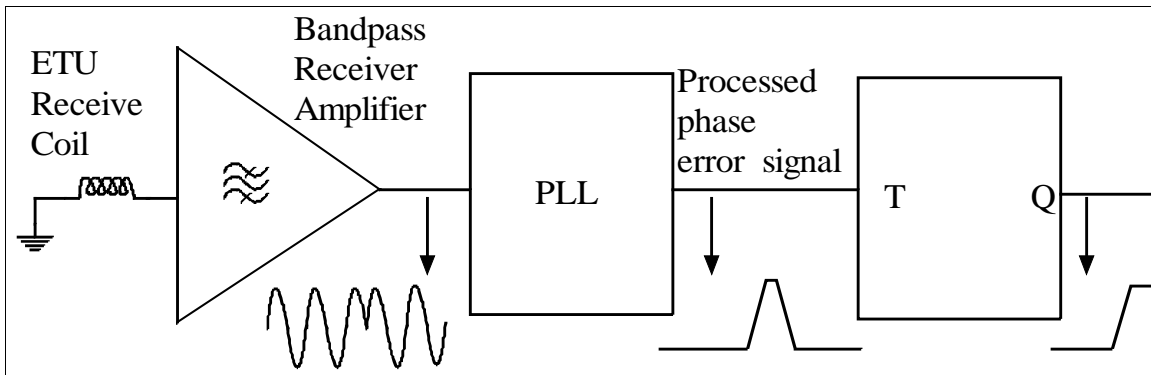 ETU
Receive
Coil
Bandpass
Receiver
Amplifier
PLL
Processed
phase
error signal
T
Q